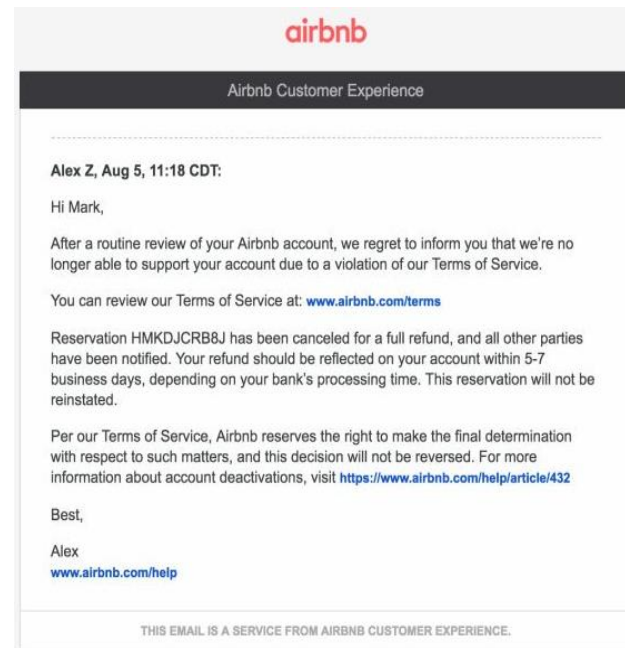 airbnb
Airbnb Customer Experience
Alex Z, Aug 5, 11:18 CDT:
Hi Mark,
After a routine review of your Airbnb account, we regret to inform you that we're no
longer able to support your account due to a violation of our Terms of Service.
You can review our Terms of Service at: www.airbnb.com/terms
Reservation HMKDJCRB8J has been canceled for a full refund, and all other parties
have been notified. Your refund should be reflected on your account within 5-7
business days, depending on your bank's processing time. This reservation will not be
reinstated.
Per our Terms of Service, Airbnb reserves the right to make the final determination
with respect to such matters, and this decision will not be reversed. For more
information about account deactivations, visit https://www.airbnb.com/help/article/432
Best,
Alex
www.airbnb.com/help
THIS EMAIL IS A SERVICE FROM AIRBNB CUSTOMER EXPERIENCE.